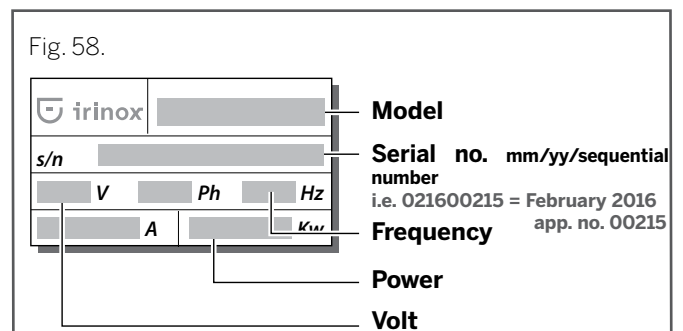 Fig. 58.
irinox
Model
s/n
Serial no. mm/yy/sequential
number
i.e. 021600215 = February 2016
app. no. 00215
V Ph Hz
Frequency
A Kw
Power
Volt